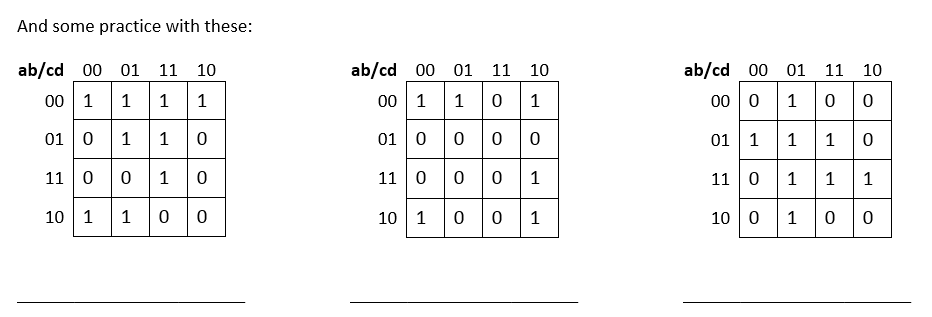 And some practice with these:
ab/cd 00 01 11 10
00 1 1 1 1
01 0 1 1 0
11 0 0 1 0
10 1 1 0 0
ab/cd 00 01 11 10
00 1 1 0 1
01 0 0 0 0
11 0 0 0 1
10 1 0 0 1
ab/cd 00 01 11 10
00 0 1 0 0
01 1 1 1 0
11 0 1 1 1
10 0 1 0 0